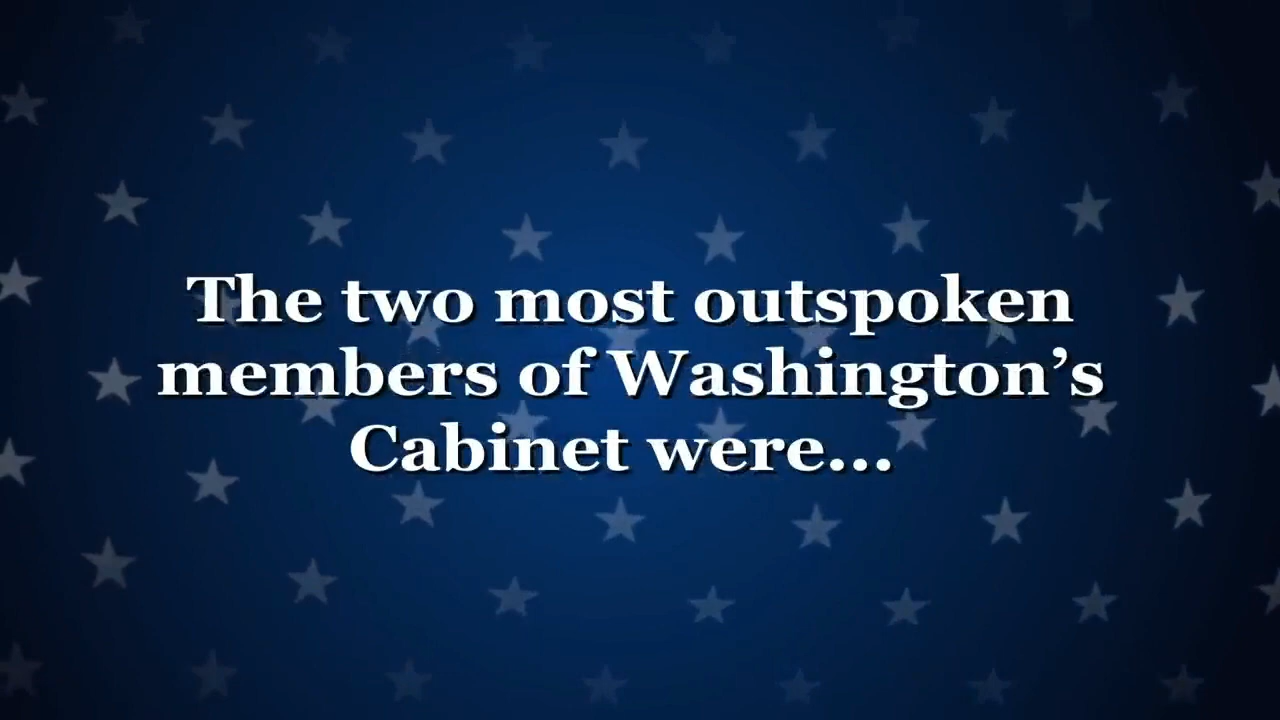 The two most outspoken
members of Washington’s
Cabinet were...